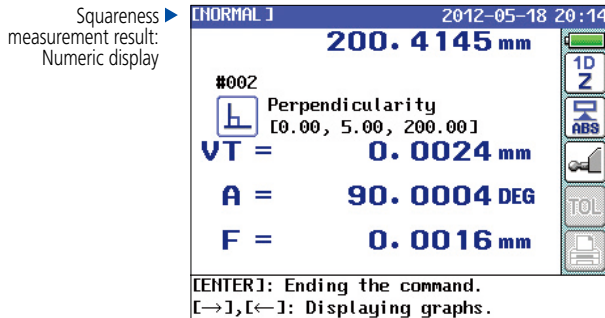 Squareness ▶
measurement result:
Numeric display
[NORMAL] 2012-05-18 20:14
200.4145 mm
1D
Z
#002
Perpendicularity
[0.00, 5.00, 200.00]
ABS
VT = 0.0024 mm
A = 90.0004 DEG
TOL
F = 0.0016 mm
[ENTER]: Ending the command.
[→],[←]: Displaying graphs.